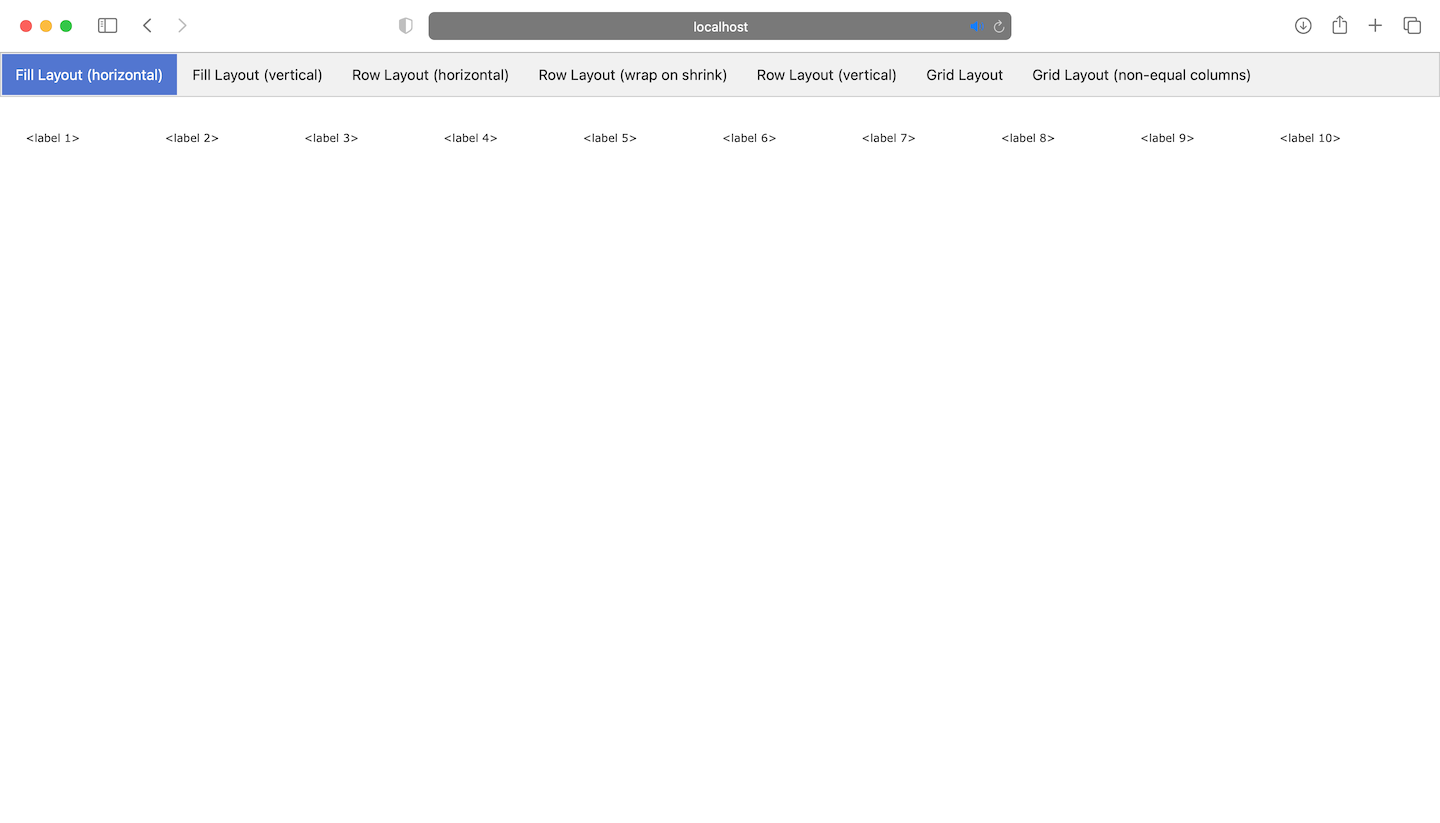 localhost
Fill Layout (horizontal) Fill Layout (vertical) Row Layout (horizontal) Row Layout (wrap on shrink) Row Layout (vertical) Grid Layout Grid Layout (non-equal columns)
<label 1> <label 2> <label 3> <label 4> <label 5> <label 6> <label 7> <label 8> <label 9> <label 10>